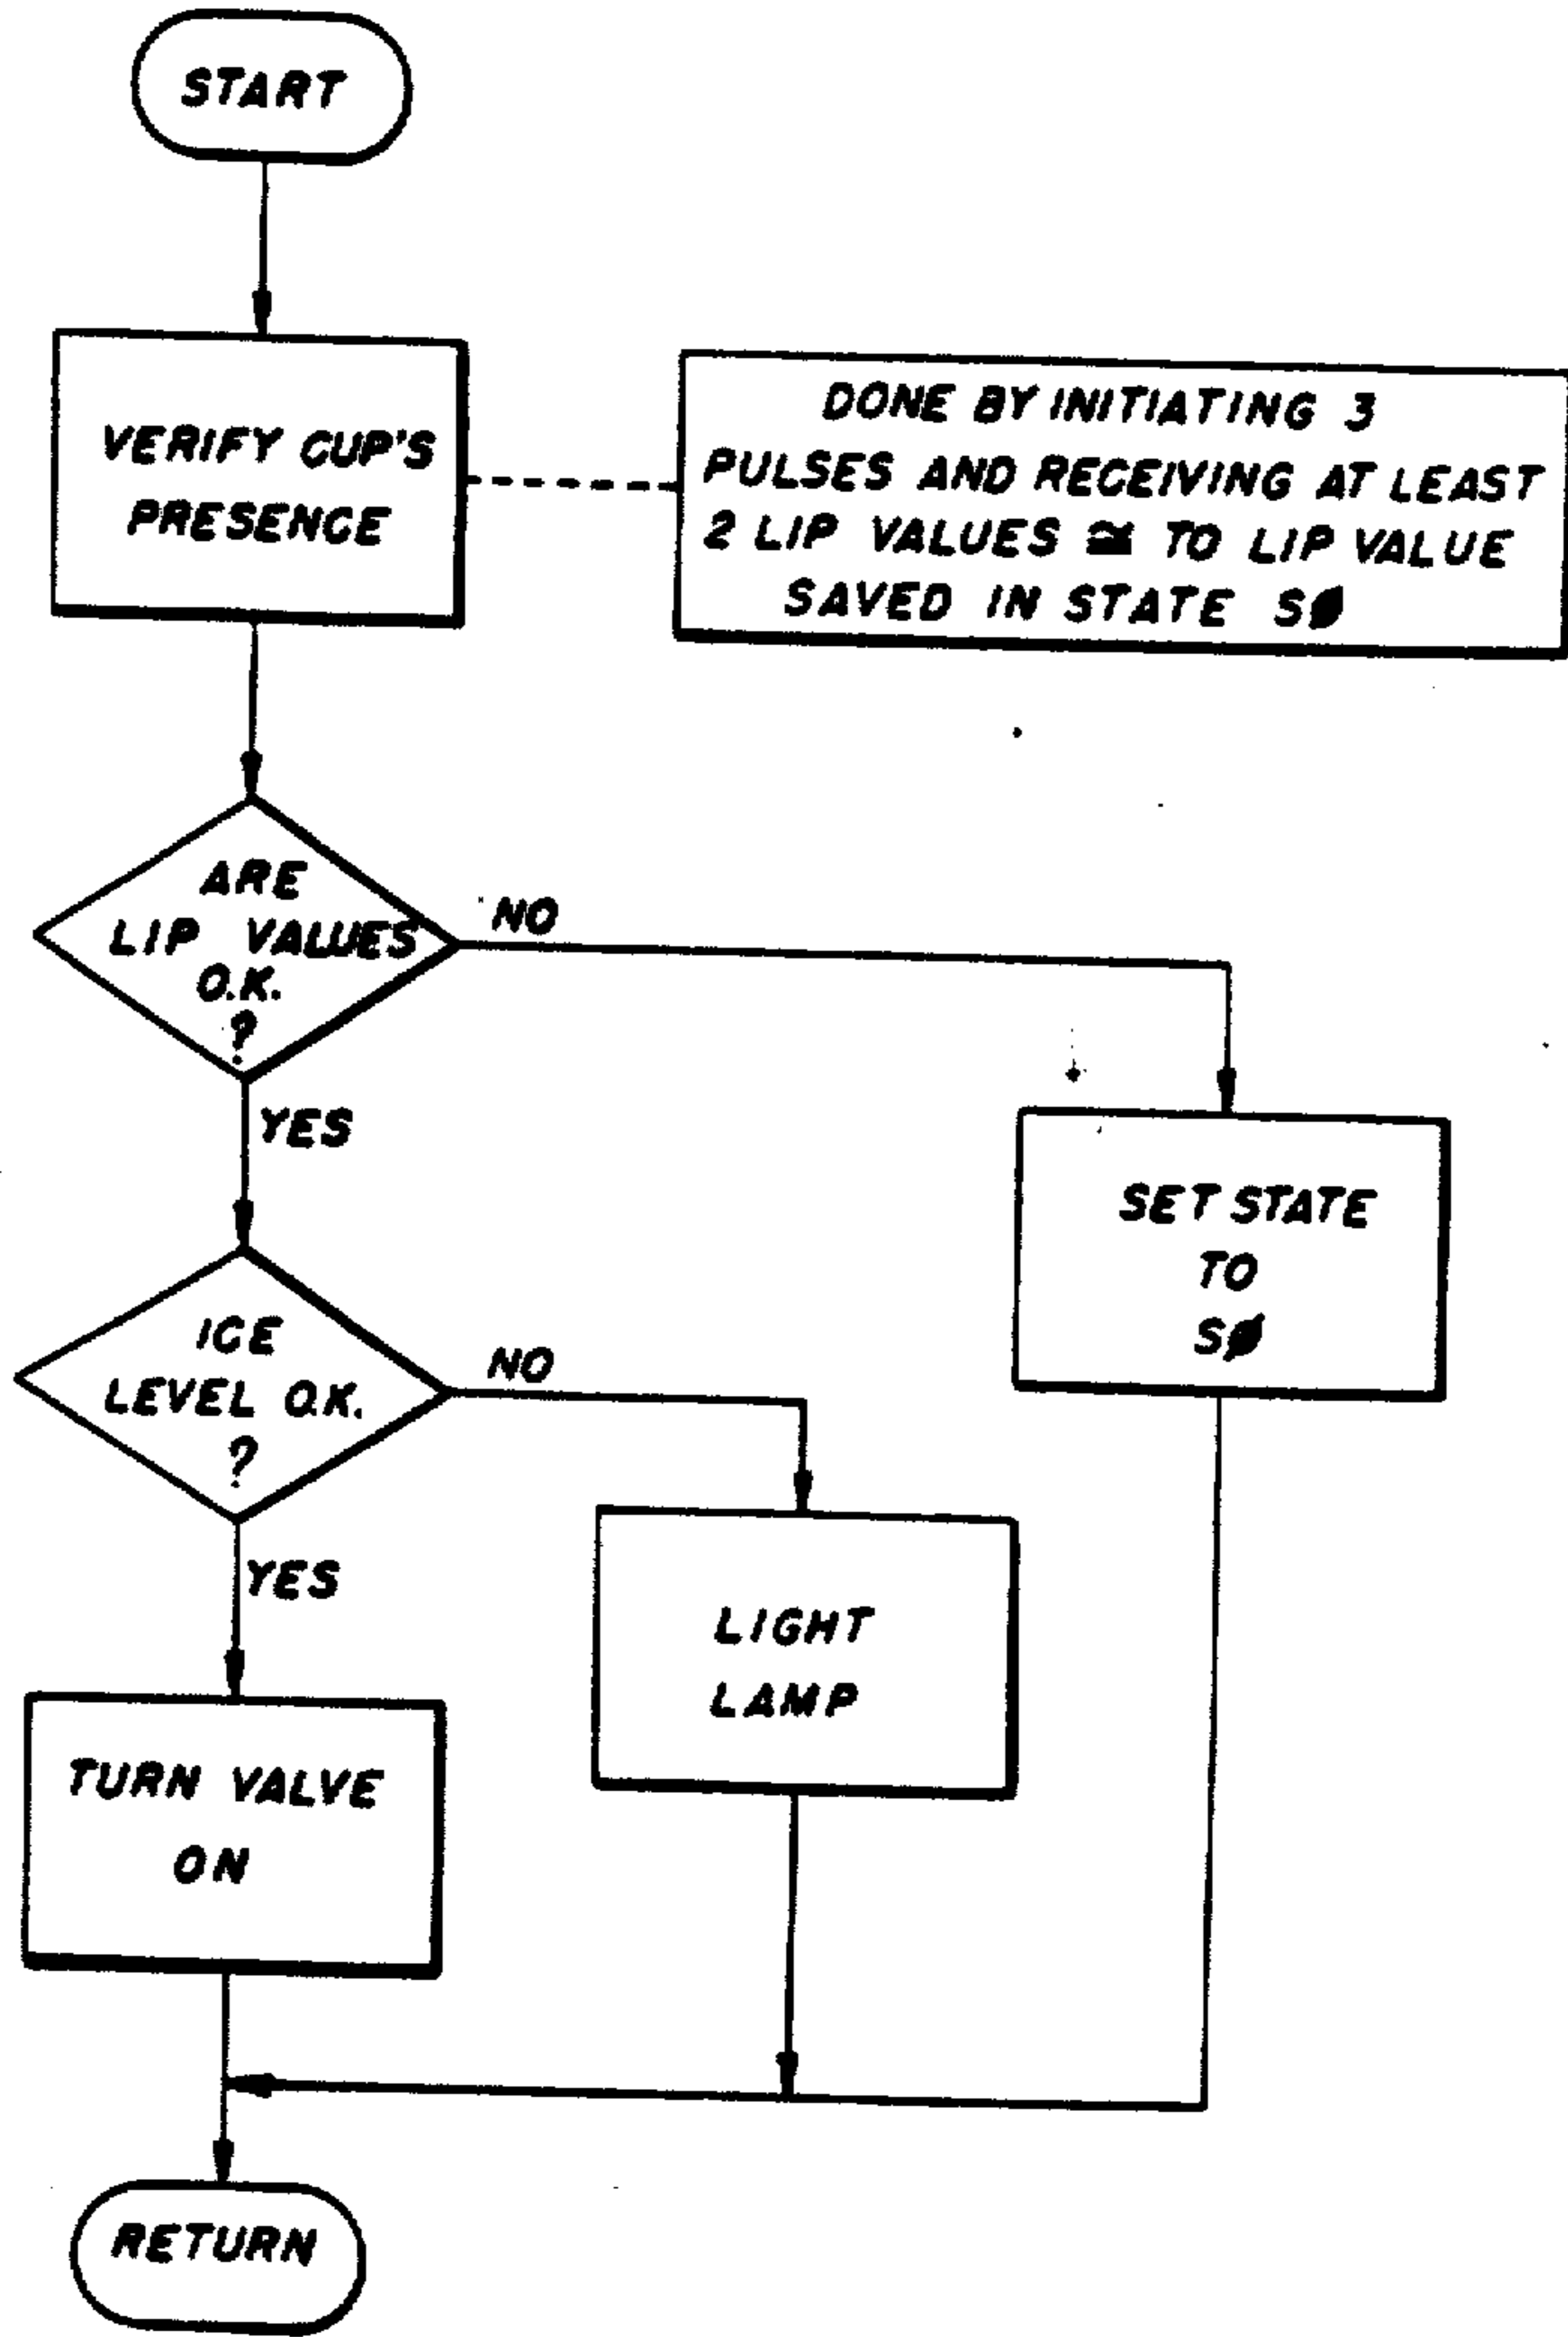 START
VERIFY CUP'S
PRESENCE
DONE BY INITIATING 3
PULSES AND RECEIVING AT LEAST
2 LIP VALUES ≅ TO LIP VALUE
SAVED IN STATE SØ
ARE
LIP VALUES
O.K.
?
NO
YES
SET STATE
TO
SØ
ICE
LEVEL O.K.
?
NO
YES
LIGHT
LAMP
TURN VALVE
ON
RETURN